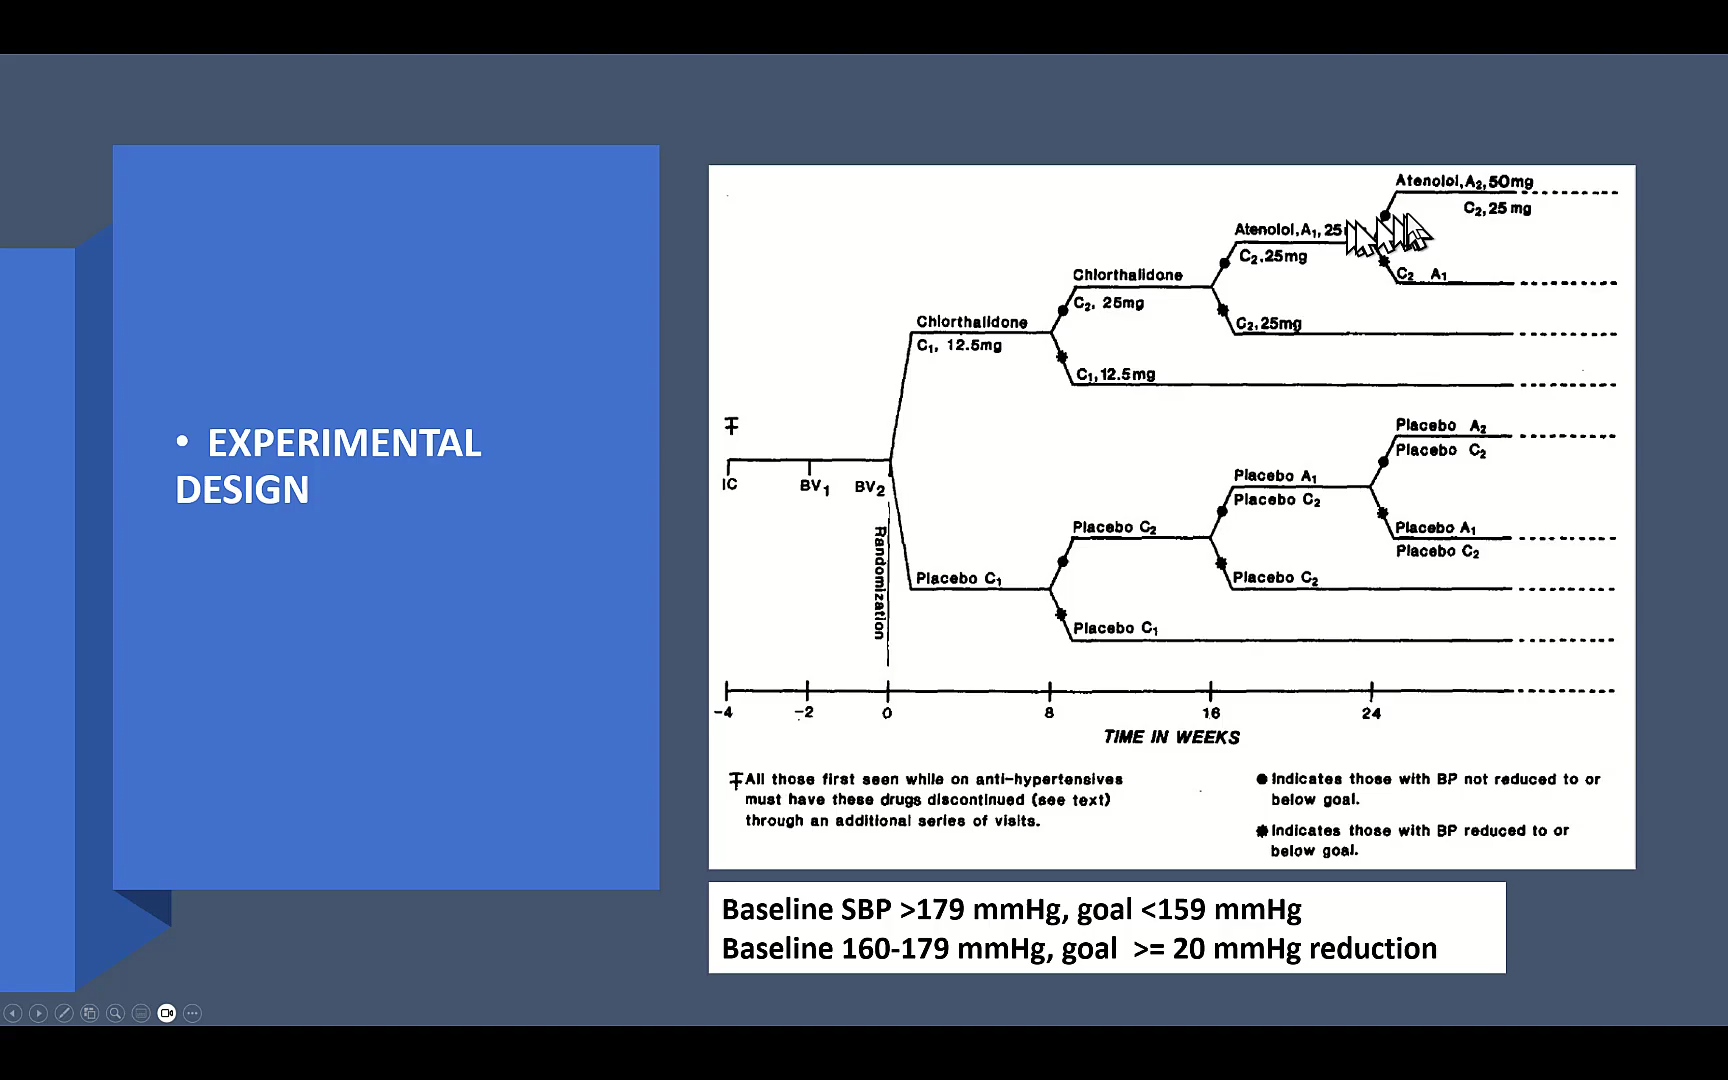 • EXPERIMENTAL
DESIGN
Atenolol, A₂, 50mg
C₂, 25 mg
Atenolol, A₁, 25
C₂, 25mg
C₂ A₁
Chlorthalidone
C₂, 25mg
C₂, 25mg
Chlorthalidone
C₁, 12.5mg
C₁, 12.5mg
∓
IC
BV₁
BV₂
Randomization
Placebo A₂
Placebo C₂
Placebo A₁
Placebo C₂
Placebo C₂
Placebo A₁
Placebo C₂
Placebo C₁
Placebo C₂
Placebo C₁
-4 -2 0 8 16 24
TIME IN WEEKS
∓ All those first seen while on anti-hypertensives
must have these drugs discontinued (see text)
through an additional series of visits.
● Indicates those with BP not reduced to or
below goal.
✱ Indicates those with BP reduced to or
below goal.
Baseline SBP >179 mmHg, goal <159 mmHg
Baseline 160-179 mmHg, goal >= 20 mmHg reduction